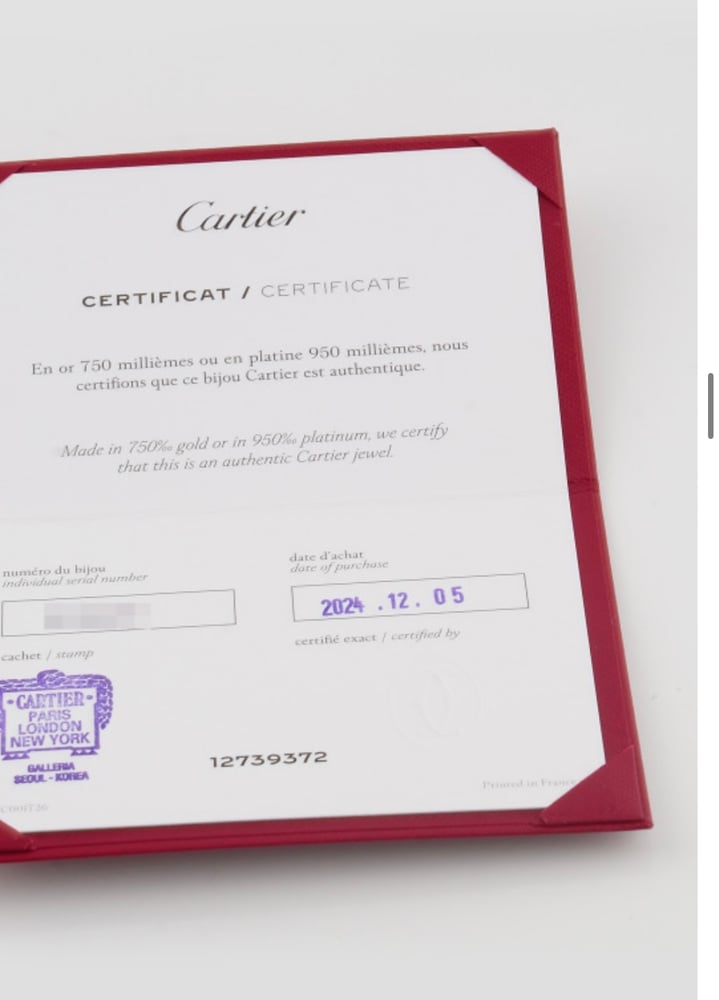 Cartier
CERTIFICAT / CERTIFICATE
En or 750 millièmes ou en platine 950 millièmes, nous
certifions que ce bijou Cartier est authentique.
Made in 750‰ gold or in 950‰ platinum, we certify
that this is an authentic Cartier jewel.
numéro du bijou
individual serial number
date d'achat
date of purchase
2024 .12. 05
cachet / stamp
certifié exact / certified by
·CARTIER·
PARIS
LONDON
NEW YORK
GALLERIA
SEOUL - KOREA
12739372
Printed in France